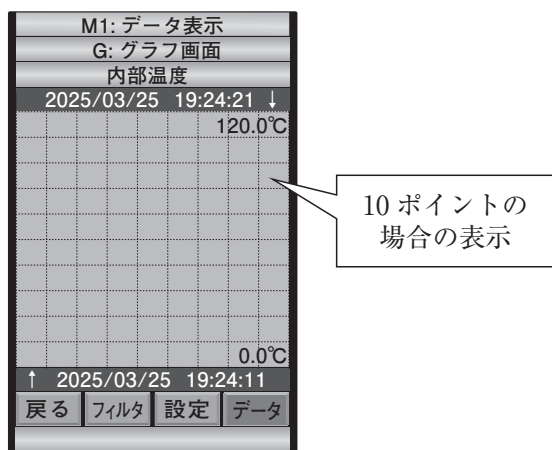 M1: データ表示
G: グラフ画面
内部温度
2025/03/25 19:24:21 ↓
120.0℃
10 ポイントの
場合の表示
0.0℃
↑ 2025/03/25 19:24:11
戻る フィルタ 設定 データ